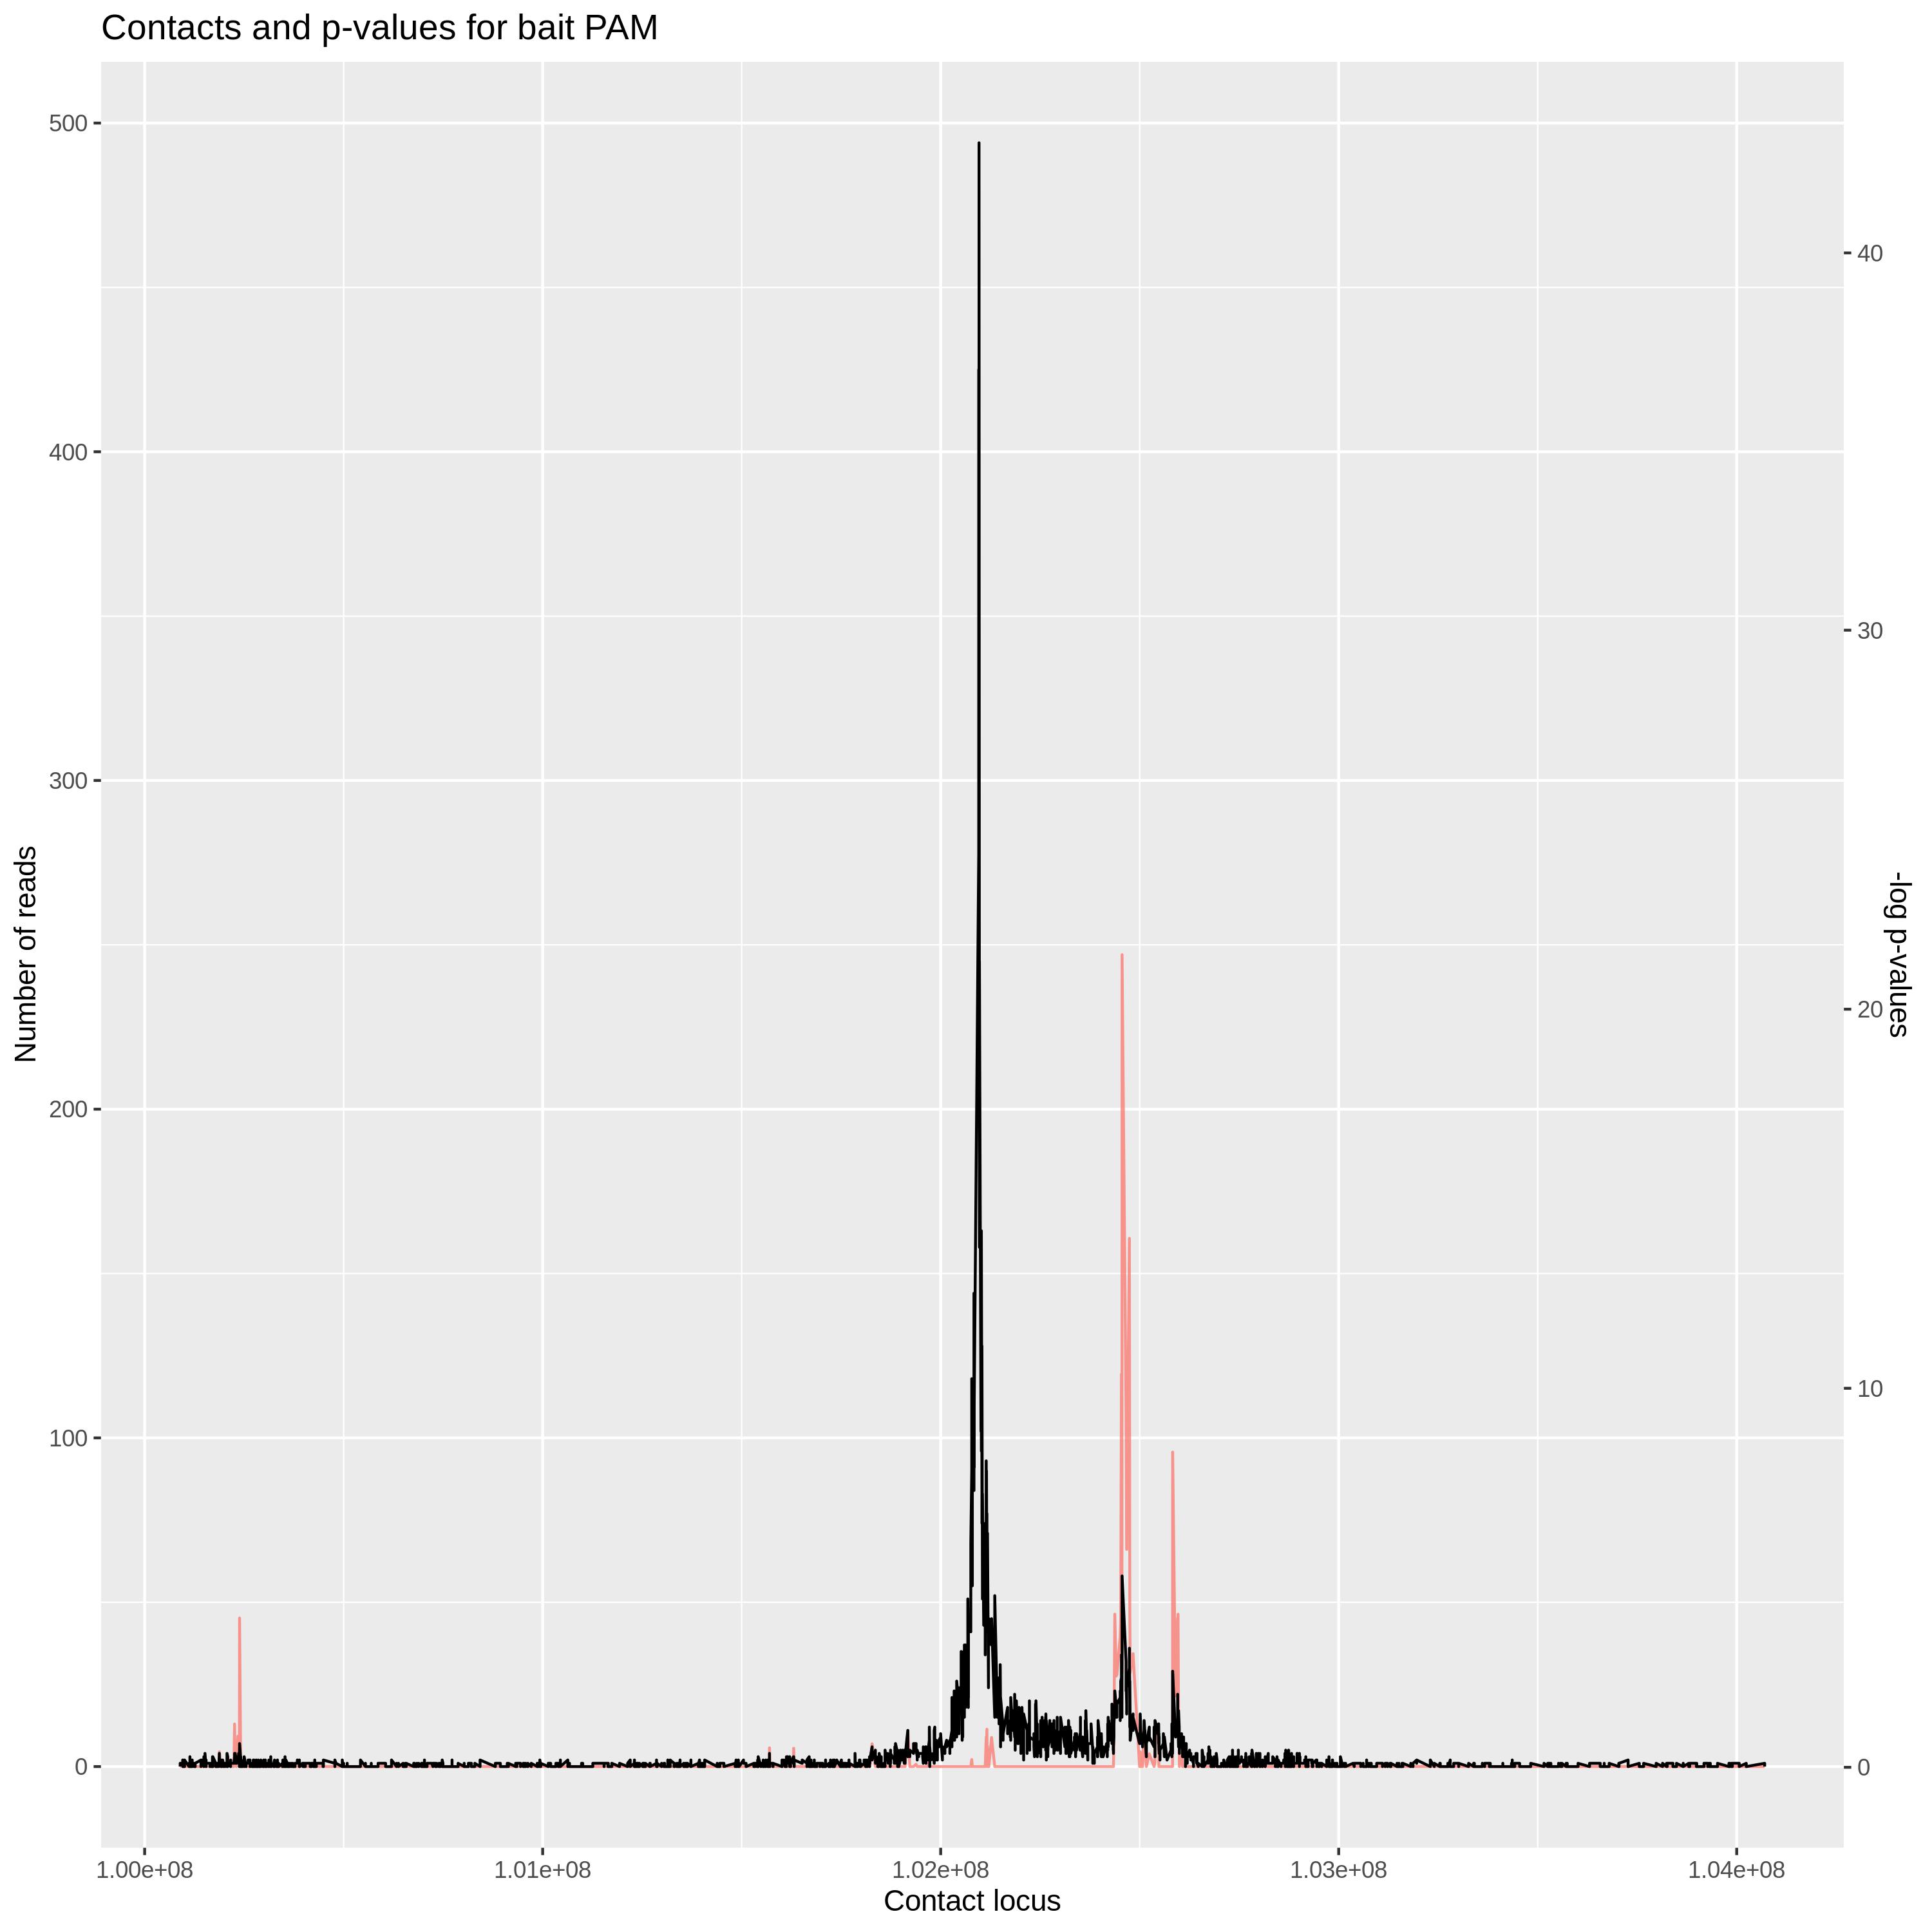 Contacts and p-values for bait PAM
500
400
300
200
100
0
Number of reads
40
30
20
10
0
-log p-values
1.00e+08
1.01e+08
1.02e+08
1.03e+08
1.04e+08
Contact locus